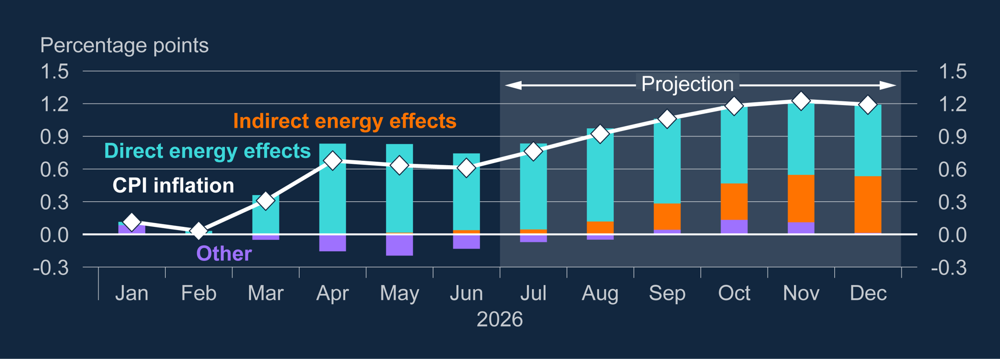 Percentage points
1.5 1.5
Projection
1.2 1.2
Indirect energy effects
0.9 0.9
Direct energy effects
0.6 0.6
CPI inflation
0.3 0.3
0.0 0.0
Other
-0.3 -0.3
Jan Feb Mar Apr May Jun Jul Aug Sep Oct Nov Dec
2026